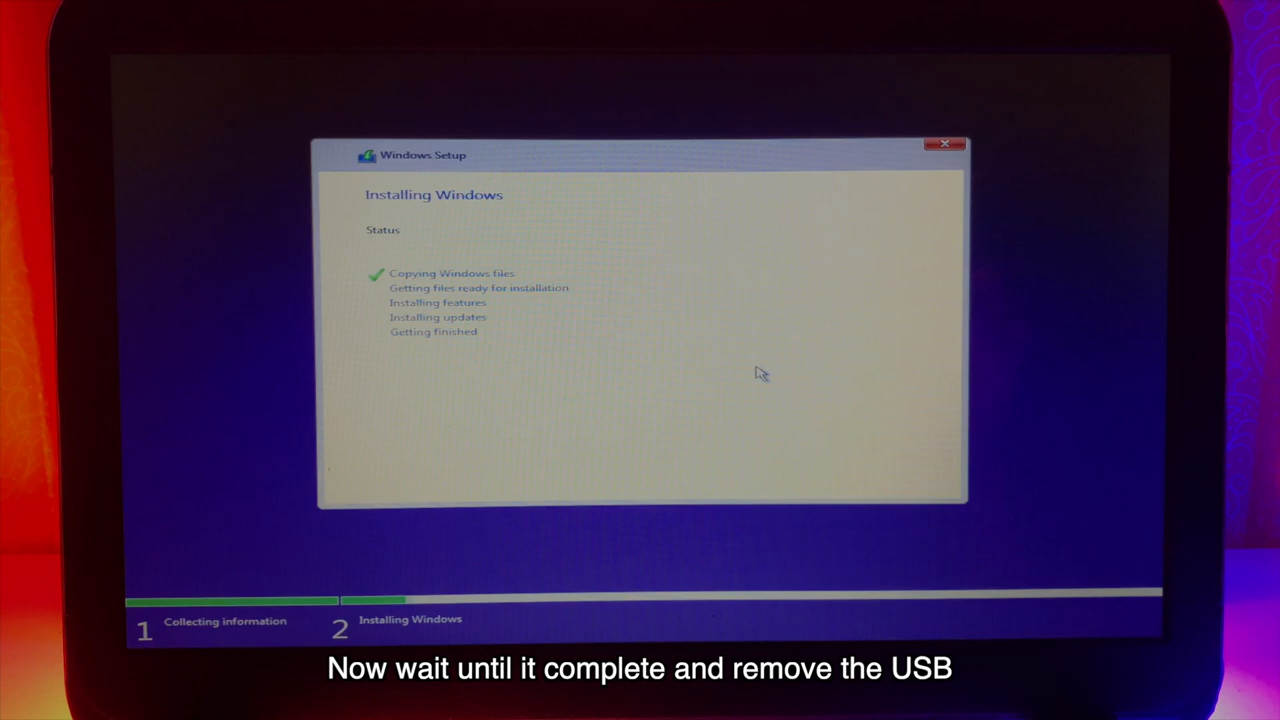 Windows Setup
Installing Windows
Status
Copying Windows files
Getting files ready for installation
Installing features
Installing updates
Getting finished
1 Collecting information
2 Installing Windows
Now wait until it complete and remove the USB